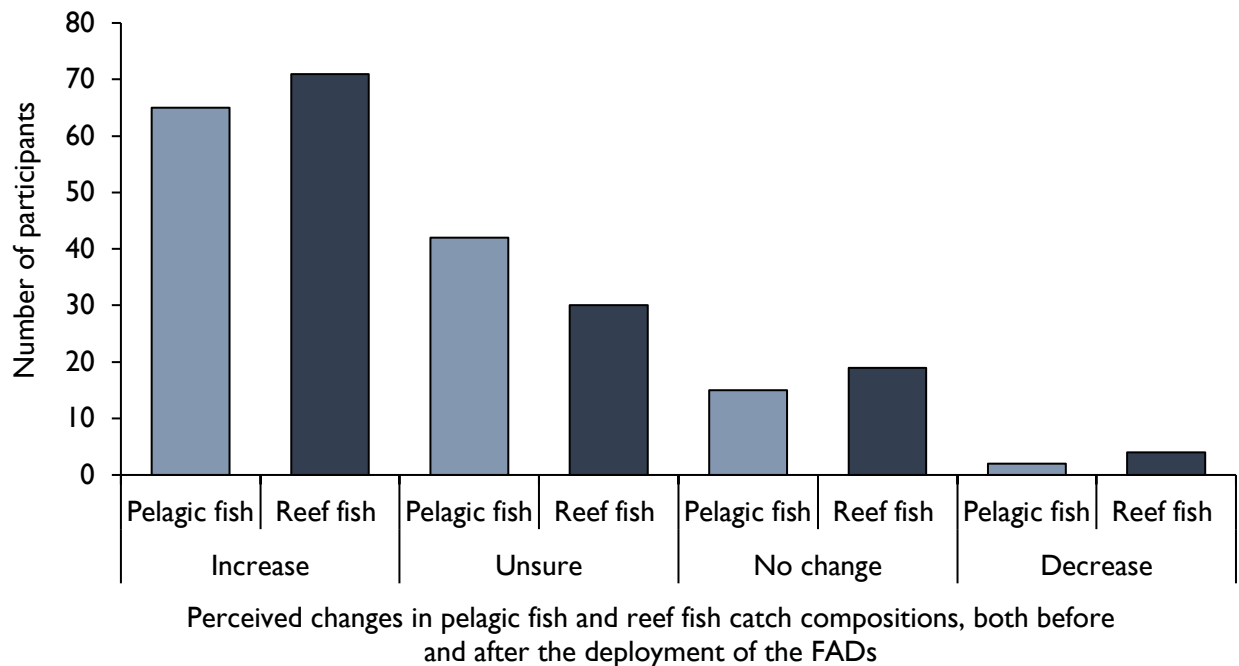 80
70
60
50
40
30
20
10
0
Number of participants
Pelagic fish Reef fish Pelagic fish Reef fish Pelagic fish Reef fish Pelagic fish Reef fish
Increase Unsure No change Decrease
Perceived changes in pelagic fish and reef fish catch compositions, both before
and after the deployment of the FADs